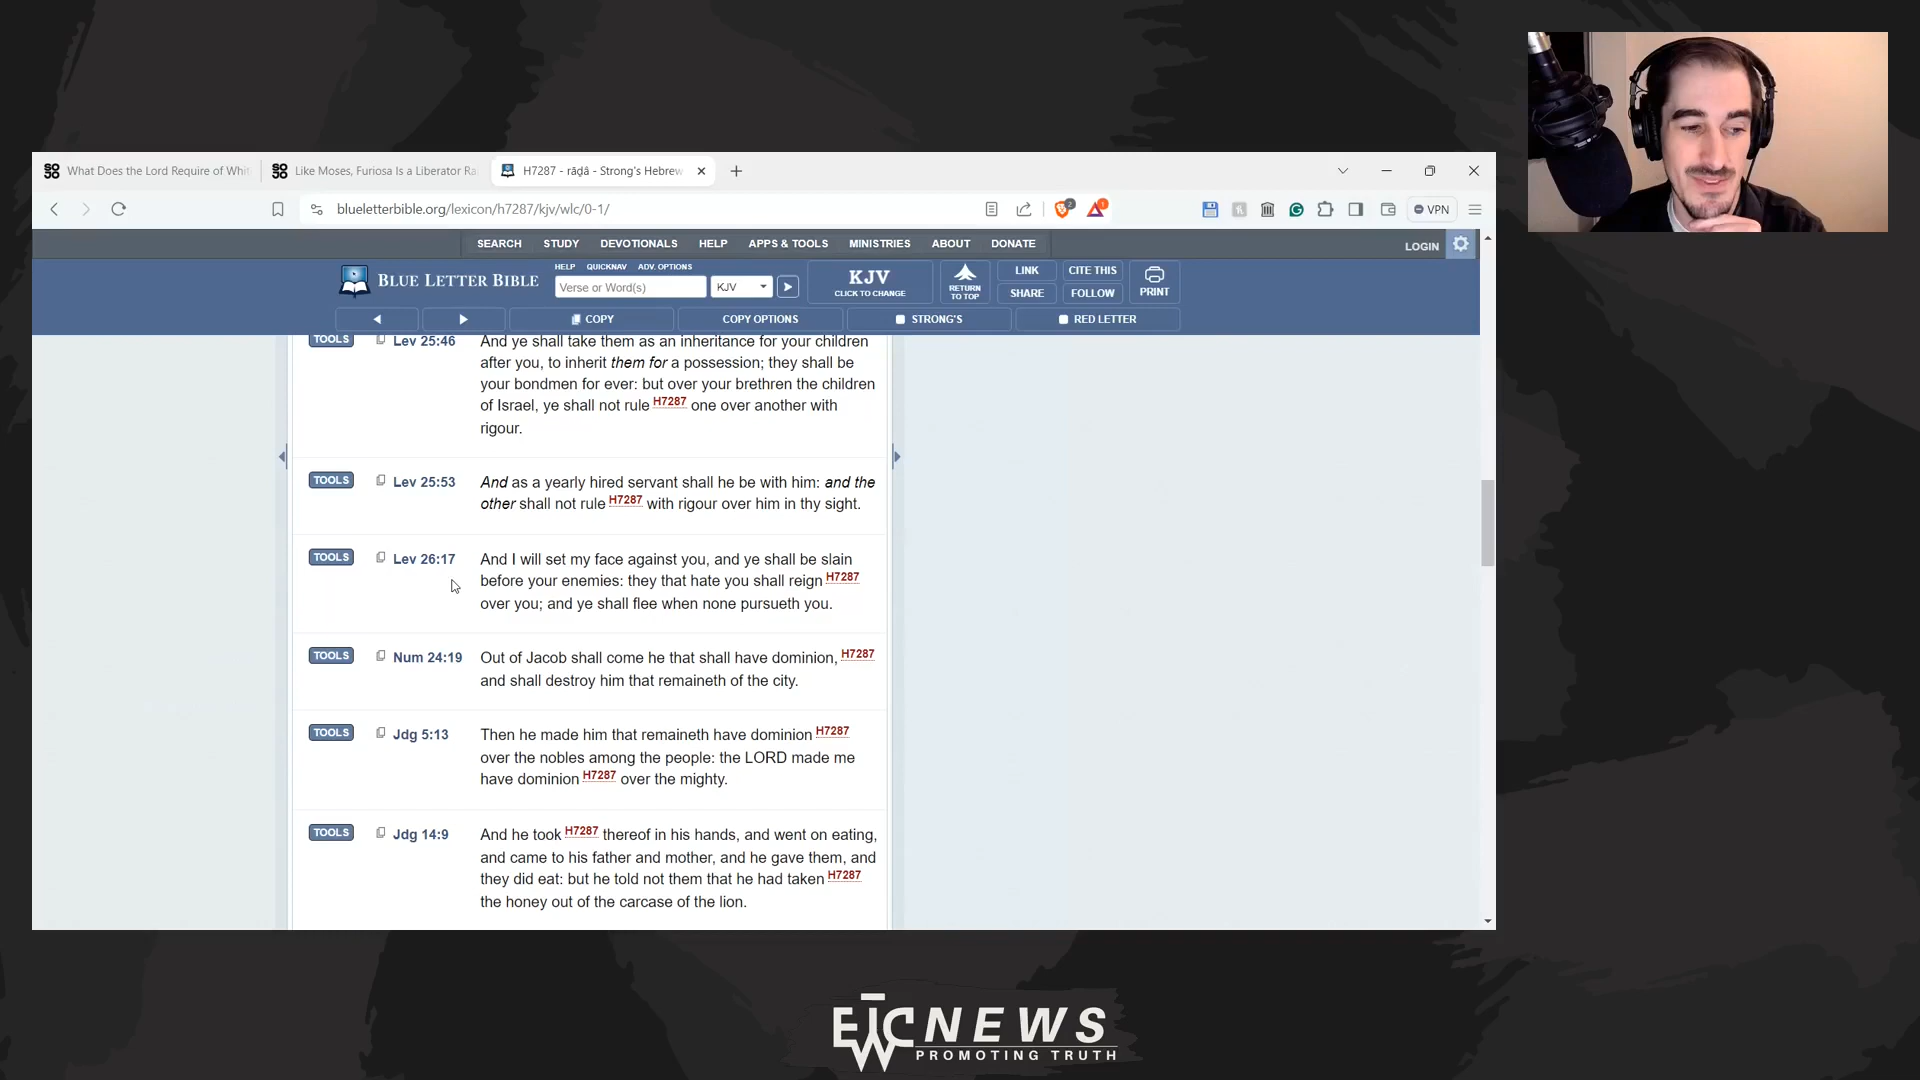 What Does the Lord Require of Whit
Like Moses, Furiosa Is a Liberator Ra
H7287 - rāḏâ - Strong's Hebrew
blueletterbible.org/lexicon/h7287/kjv/wlc/0-1/
2
1
VPN
SEARCH STUDY DEVOTIONALS HELP APPS & TOOLS MINISTRIES ABOUT DONATE
LOGIN
BLUE LETTER BIBLE
HELP QUICKNAV ADV. OPTIONS
Verse or Word(s)
KJV
KJV
CLICK TO CHANGE
RETURN
TO TOP
LINK
CITE THIS
SHARE
FOLLOW
PRINT
COPY
COPY OPTIONS
STRONG'S
RED LETTER
TOOLS Lev 25:46 And ye shall take them as an inheritance for your children
after you, to inherit them for a possession; they shall be
your bondmen for ever: but over your brethren the children
of Israel, ye shall not rule H7287 one over another with
rigour.
TOOLS Lev 25:53 And as a yearly hired servant shall he be with him: and the
other shall not rule H7287 with rigour over him in thy sight.
TOOLS Lev 26:17 And I will set my face against you, and ye shall be slain
before your enemies: they that hate you shall reign H7287
over you; and ye shall flee when none pursueth you.
TOOLS Num 24:19 Out of Jacob shall come he that shall have dominion, H7287
and shall destroy him that remaineth of the city.
TOOLS Jdg 5:13 Then he made him that remaineth have dominion H7287
over the nobles among the people: the LORD made me
have dominion H7287 over the mighty.
TOOLS Jdg 14:9 And he took H7287 thereof in his hands, and went on eating,
and came to his father and mother, and he gave them, and
they did eat: but he told not them that he had taken H7287
the honey out of the carcase of the lion.
EWC NEWS
PROMOTING TRUTH